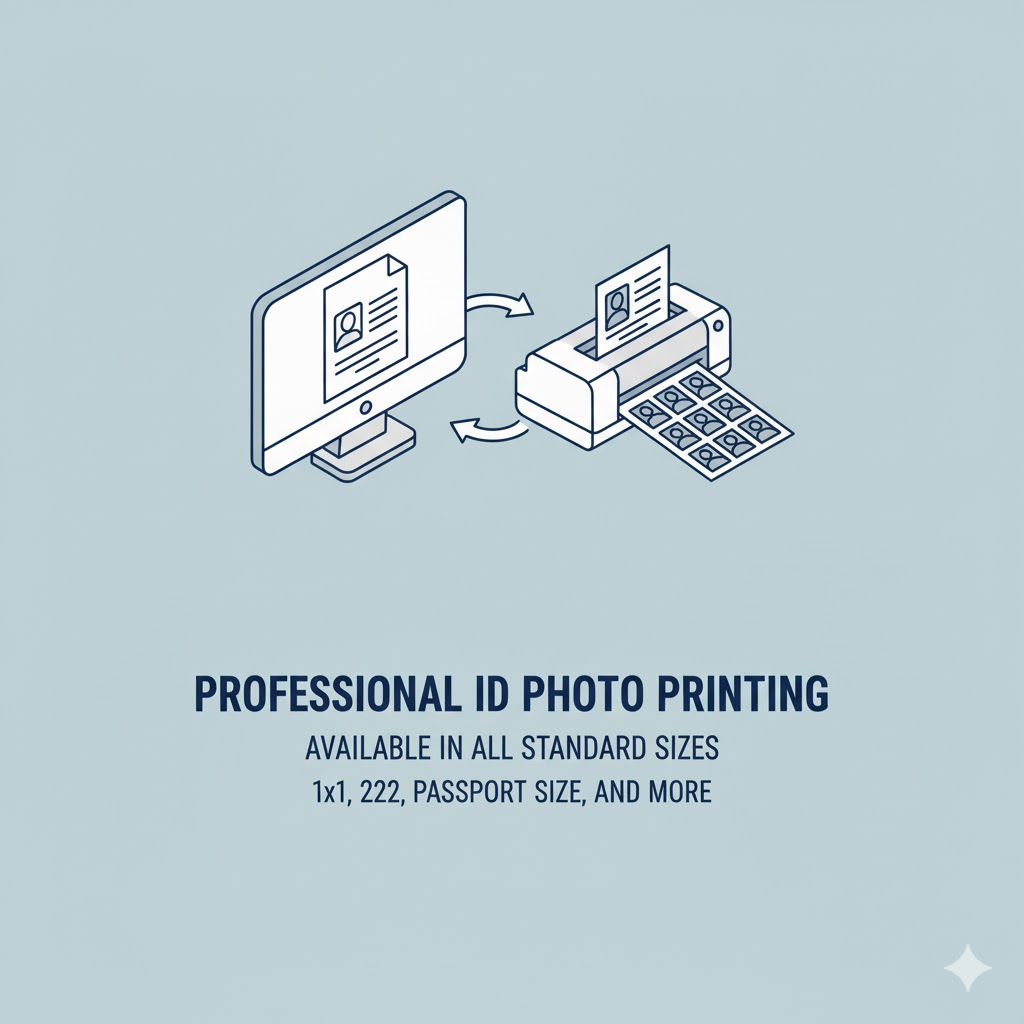 PROFESSIONAL ID PHOTO PRINTING
AVAILABLE IN ALL STANDARD SIZES
1x1, 222, PASSPORT SIZE, AND MORE